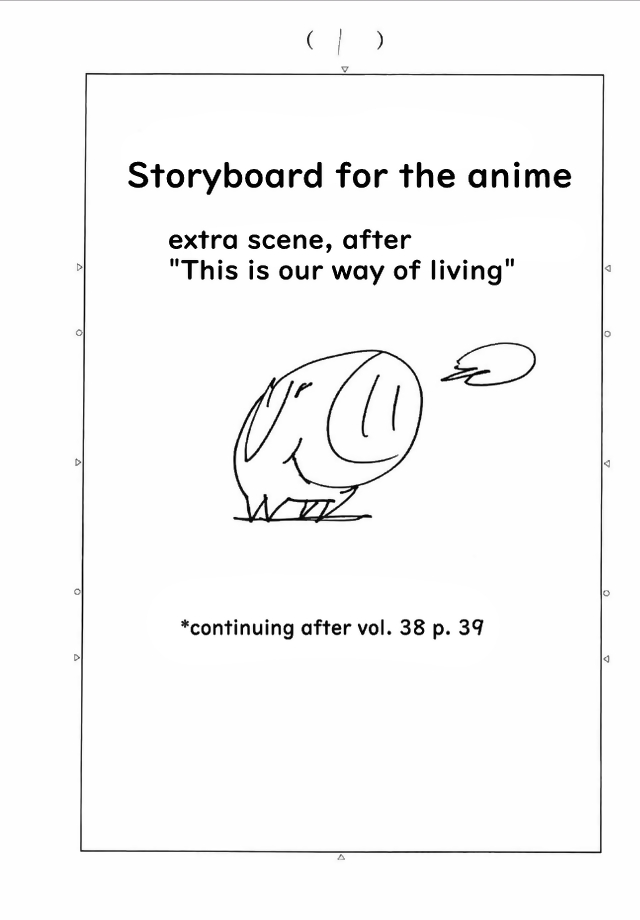 ( 1 )
Storyboard for the anime
extra scene, after
"This is our way of living"
*continuing after vol. 38 p. 39